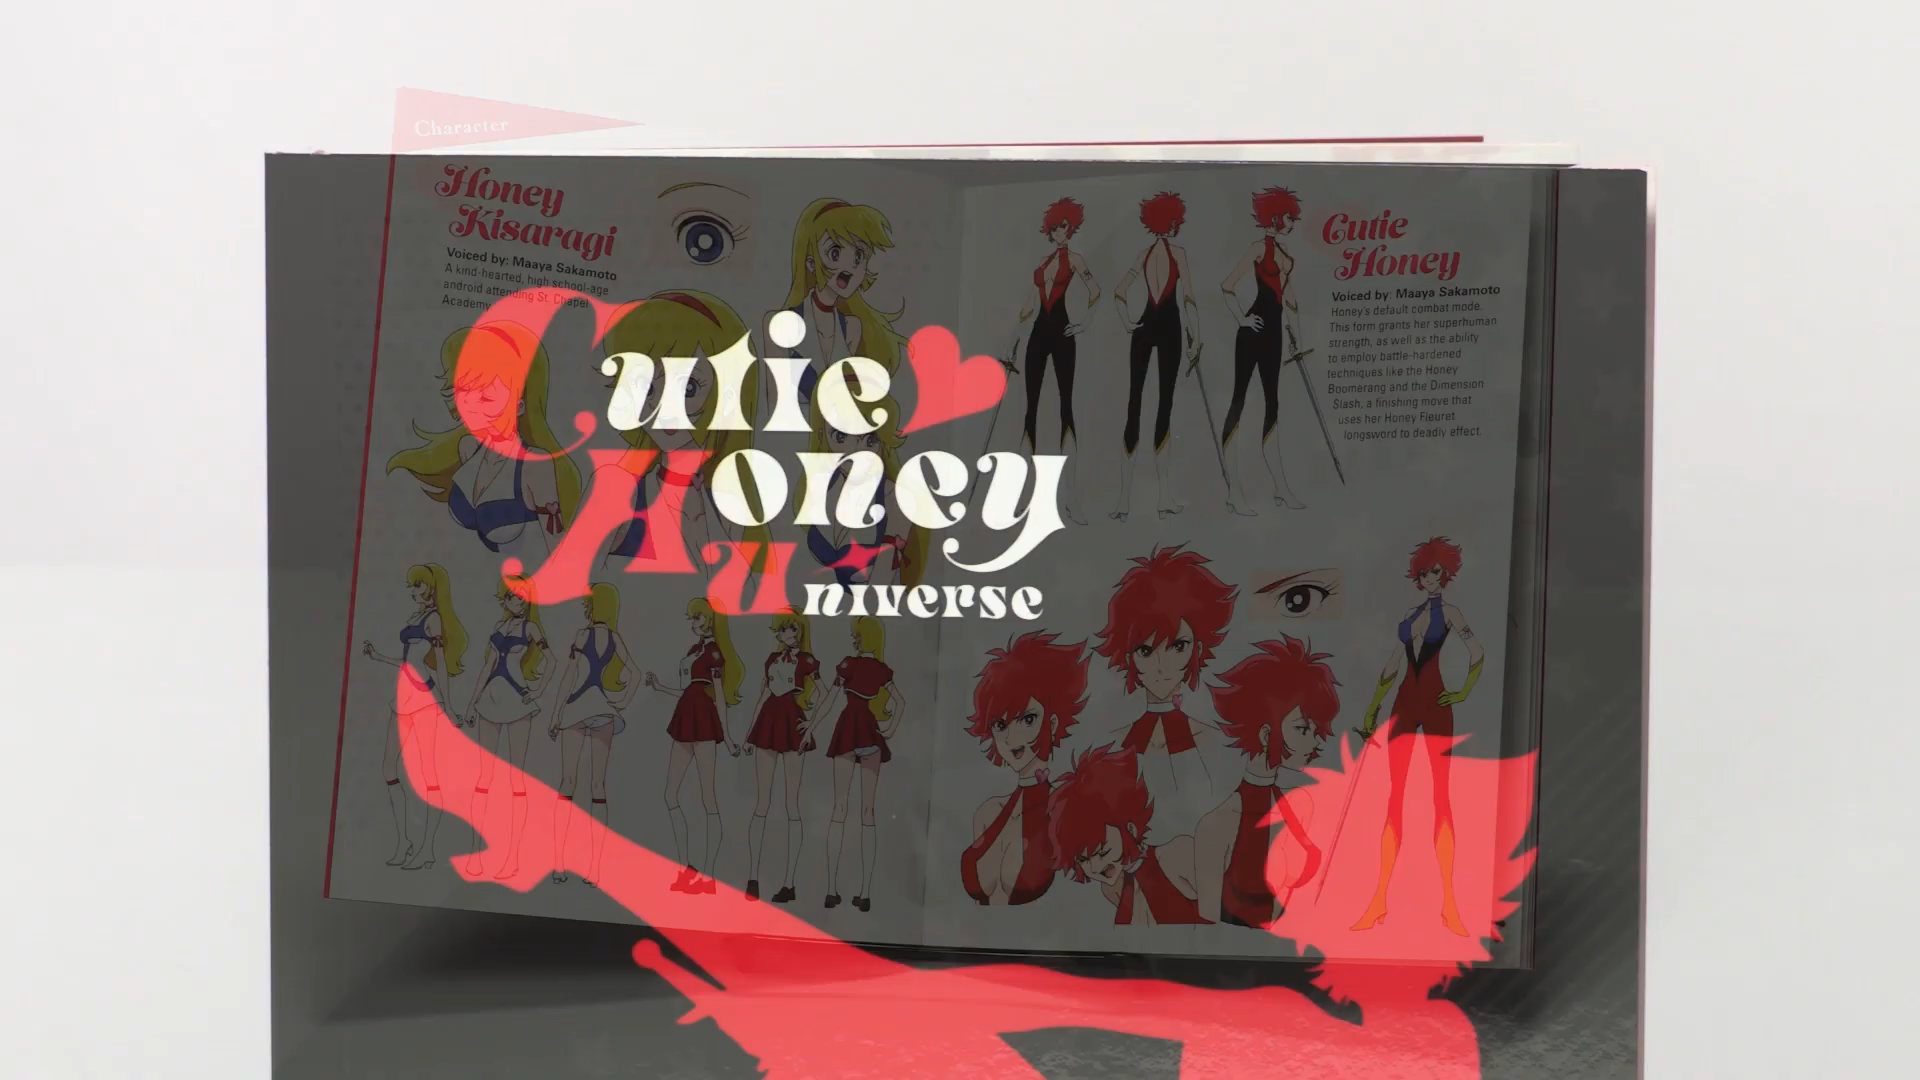 Character
Honey
Kisaragi
Voiced by: Maaya Sakamoto
A kind-hearted, high school-age
android attending St. Chapel
Academy
Cutie
Honey
Universe
Cutie
Honey
Voiced by: Maaya Sakamoto
Honey's default combat mode.
This form grants her superhuman
strength, as well as the ability
to employ battle-hardened
techniques like the Honey
Boomerang and the Dimension
Slash, a finishing move that
uses her Honey Fleuret
longsword to deadly effect.